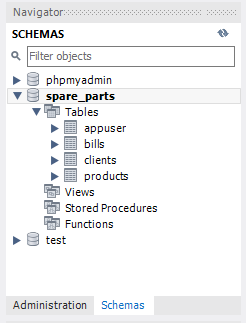 Navigator
SCHEMAS
Filter objects
phpmyadmin
spare_parts
Tables
appuser
bills
clients
products
Views
Stored Procedures
Functions
test
Administration Schemas